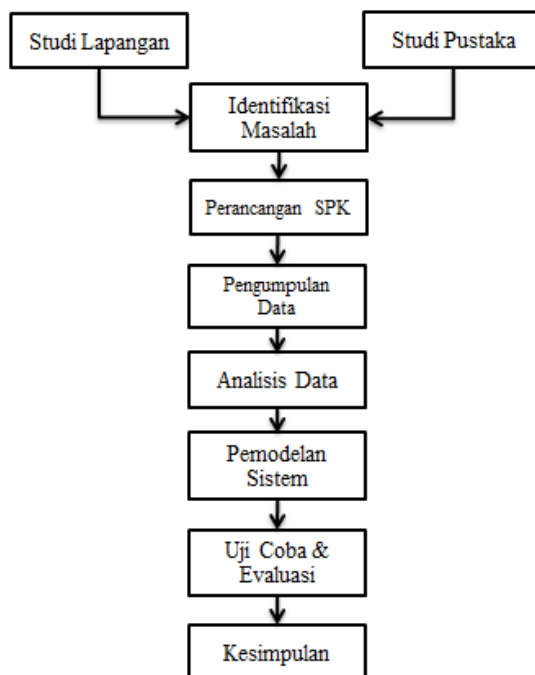 Studi Lapangan
Studi Pustaka
Identifikasi
Masalah
Perancangan SPK
Pengumpulan
Data
Analisis Data
Pemodelan
Sistem
Uji Coba &
Evaluasi
Kesimpulan